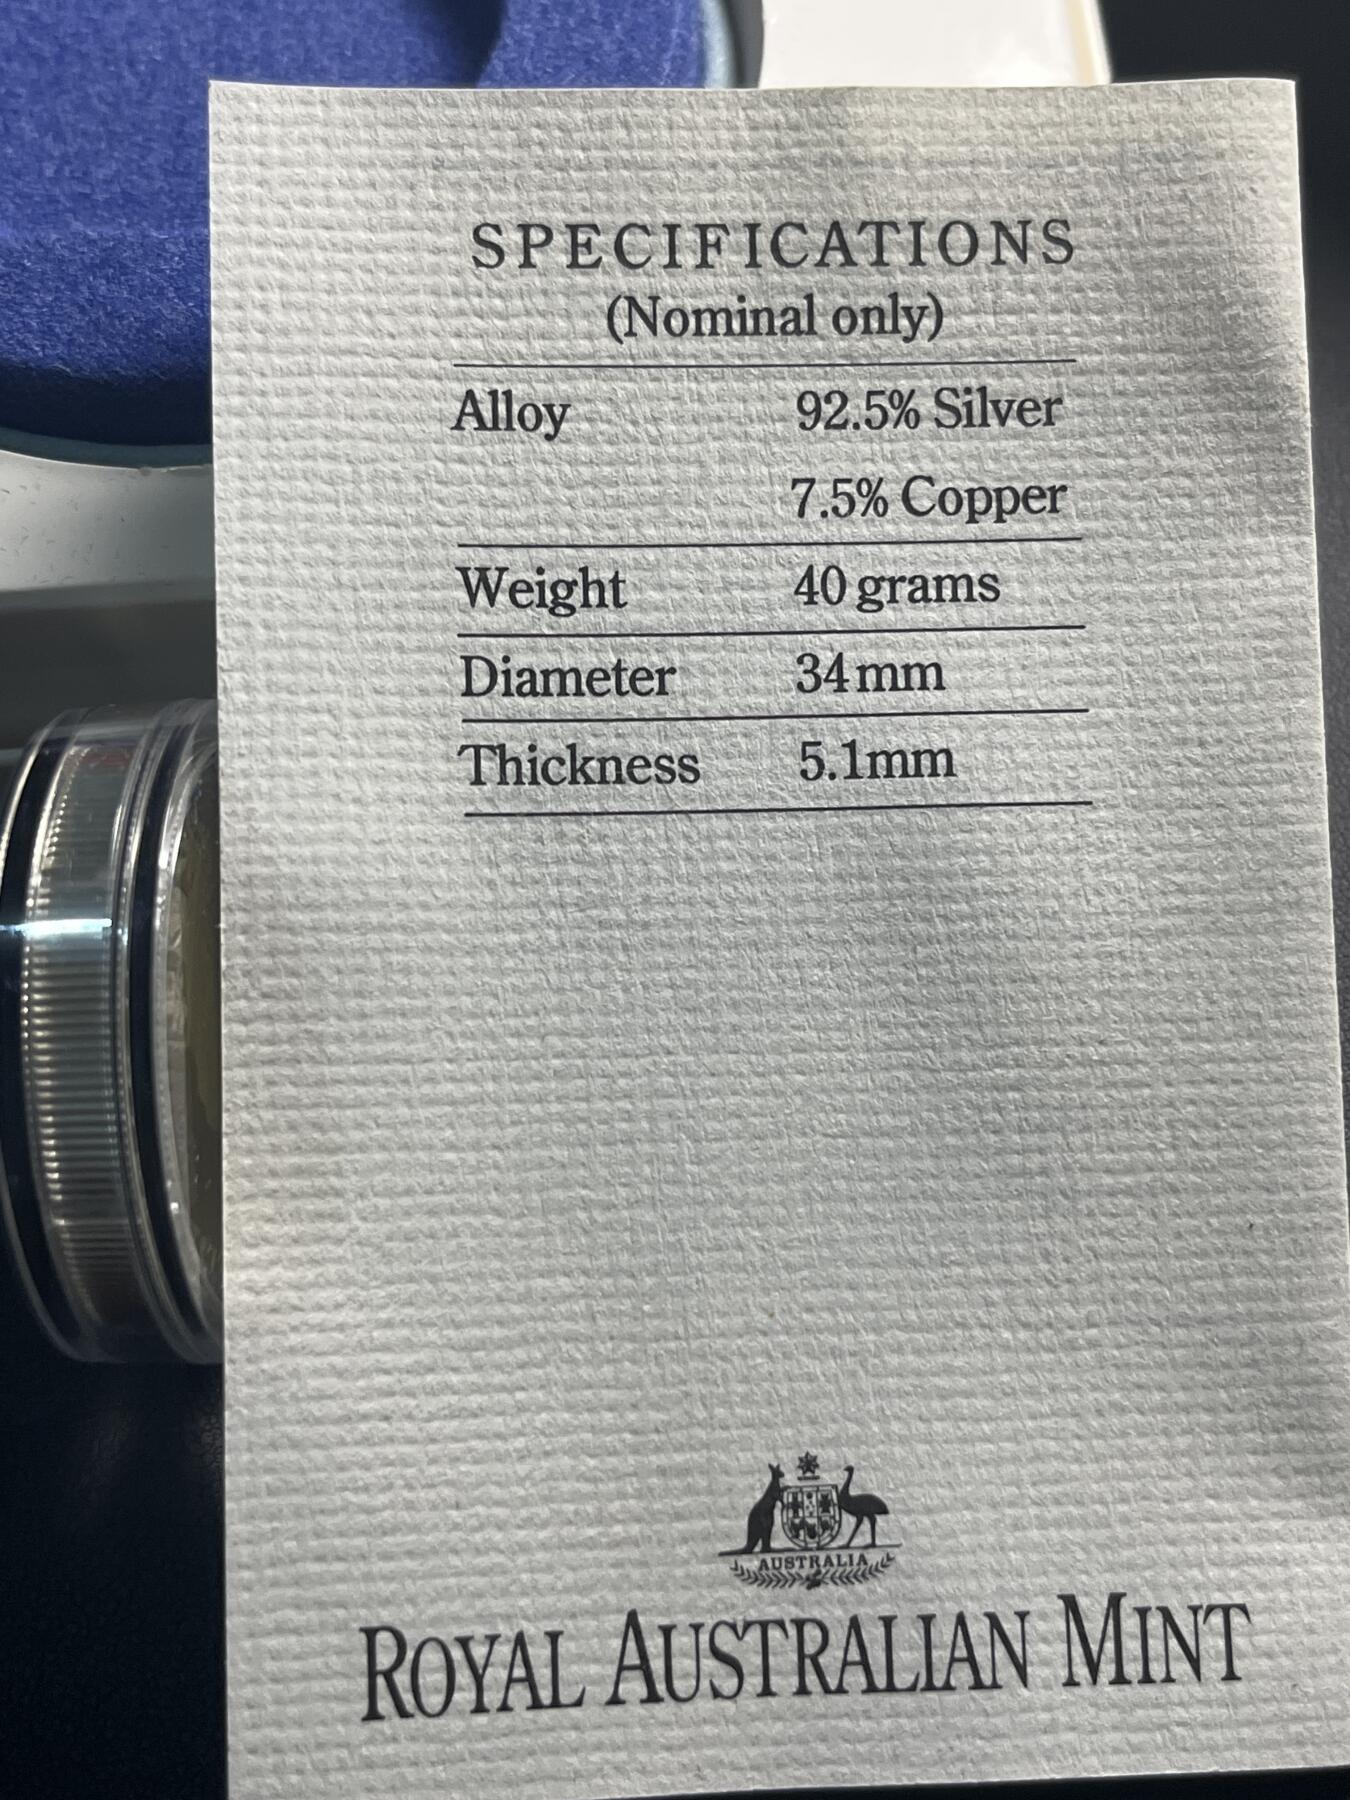 SPECIFICATIONS
(Nominal only)
Alloy 92.5% Silver
7.5% Copper
Weight 40 grams
Diameter 34mm
Thickness 5.1mm
AUSTRALIA
ROYAL AUSTRALIAN MINT